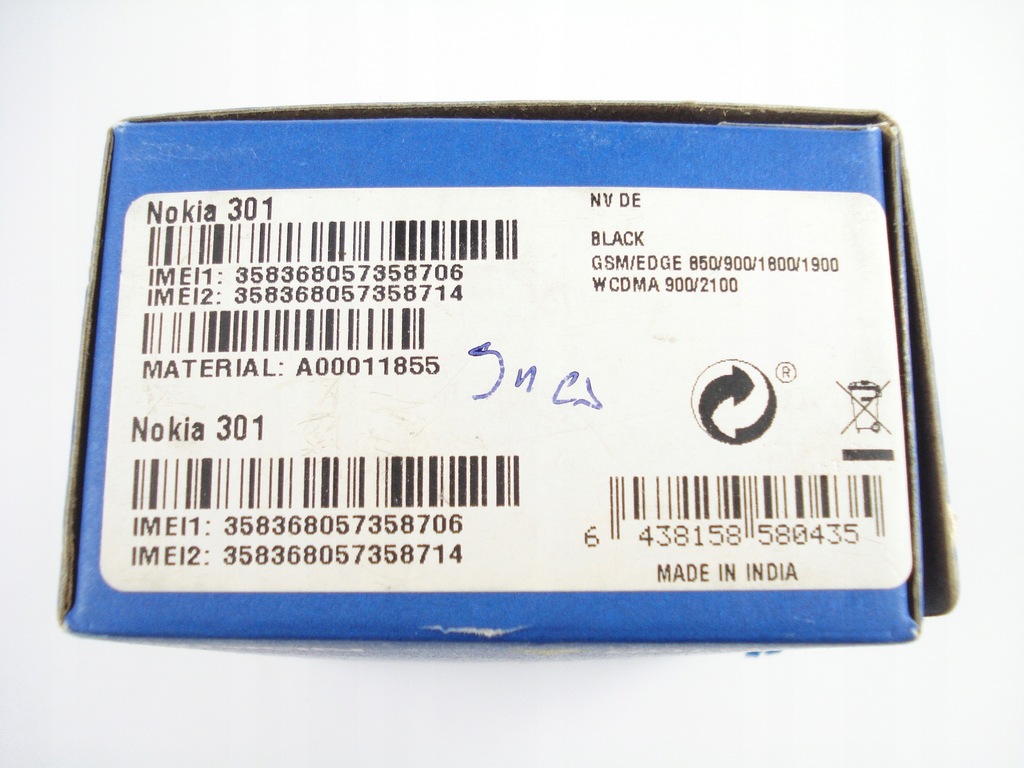 Nokia 301
IMEI1: 358368057358706
IMEI2: 358368057358714
MATERIAL: A00011855
Nokia 301
IMEI1: 358368057358706
IMEI2: 358368057358714
NV DE
BLACK
GSM/EDGE 850/900/1800/1900
WCDMA 900/2100
®
6 438158 580435
MADE IN INDIA